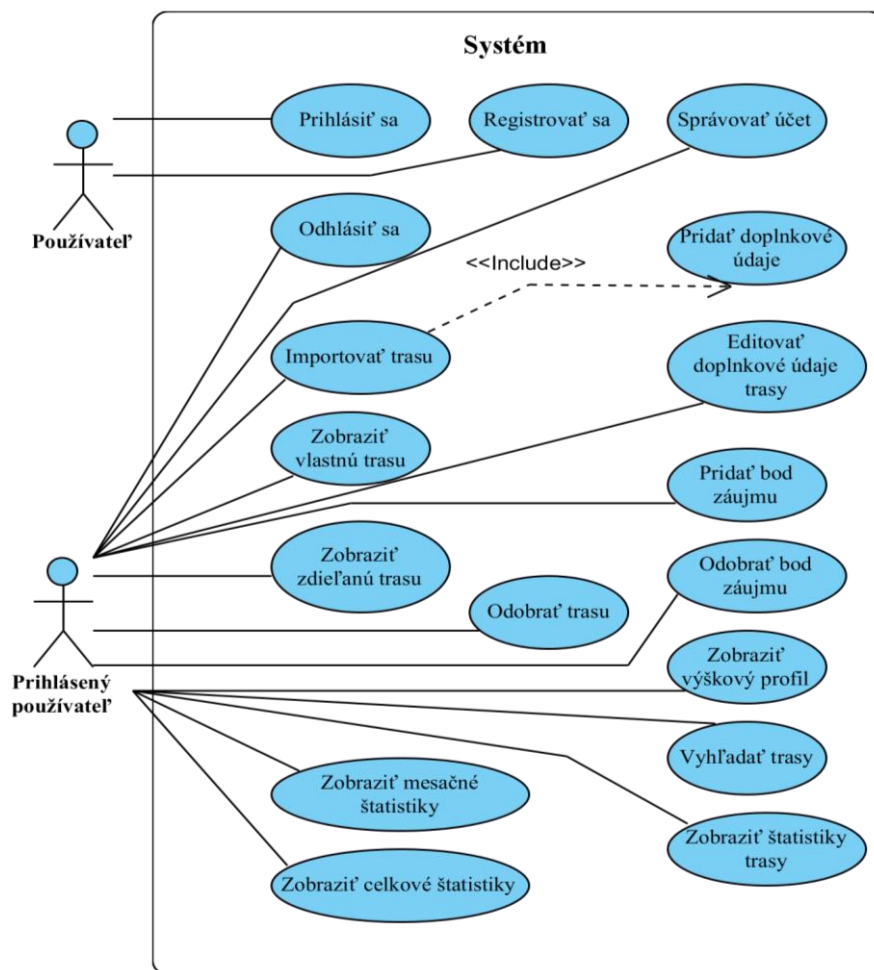 Systém
Prihlásiť sa
Registrovať sa
Správovať účet
Používateľ
Odhlásiť sa
Pridať doplnkové
údaje
<<Include>>
Importovať trasu
Editovať
doplnkové údaje
trasy
Zobraziť
vlastnú trasu
Pridať bod
záujmu
Zobraziť
zdieľanú trasu
Odobrať bod
záujmu
Odobrať trasu
Prihlásený
používateľ
Zobraziť
výškový profil
Vyhľadať trasy
Zobraziť mesačné
štatistiky
Zobraziť štatistiky
trasy
Zobraziť celkové štatistiky